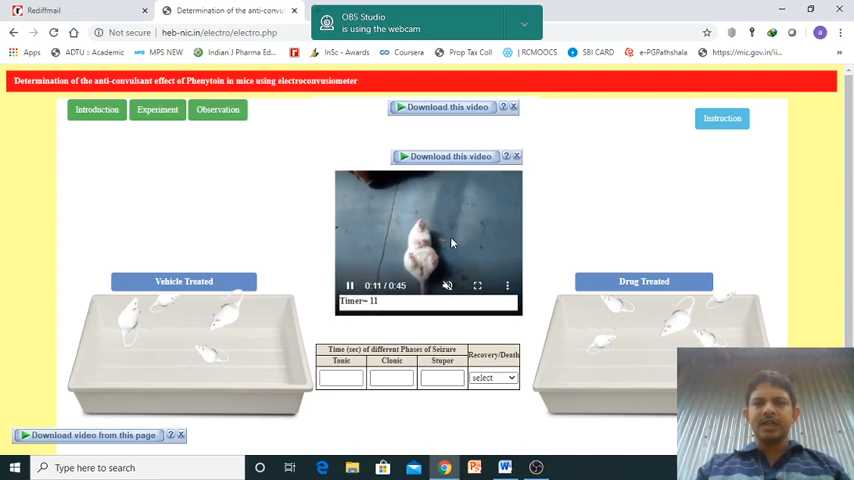 Rediffmail
Determination of the anti-convul
OBS Studio
is using the webcam
Not secure
heb-nic.in/electro/electro.php
a
Apps
ADTU :: Academic
MPS NEW
Indian J Pharmacol. Ed
InSc - Awards
Coursera
Prop Tax Col
RCMOOCS
SBI CARD
e-PGPathshala
https://mic.gov.in/ii...
Determination of the anti-convulsant effect of Phenytoin in mice using electroconvusiometer
Introduction
Experiment
Observation
Download this video
?
X
Instruction
Download this video
?
X
0:11 / 0:45
Timer= 11
Vehicle Treated
Drug Treated
Time (sec) of different Phases of Seizure
Recovery/Death
Tonic
Clonic
Stupor
select
Download video from this page
?
X
Type here to search